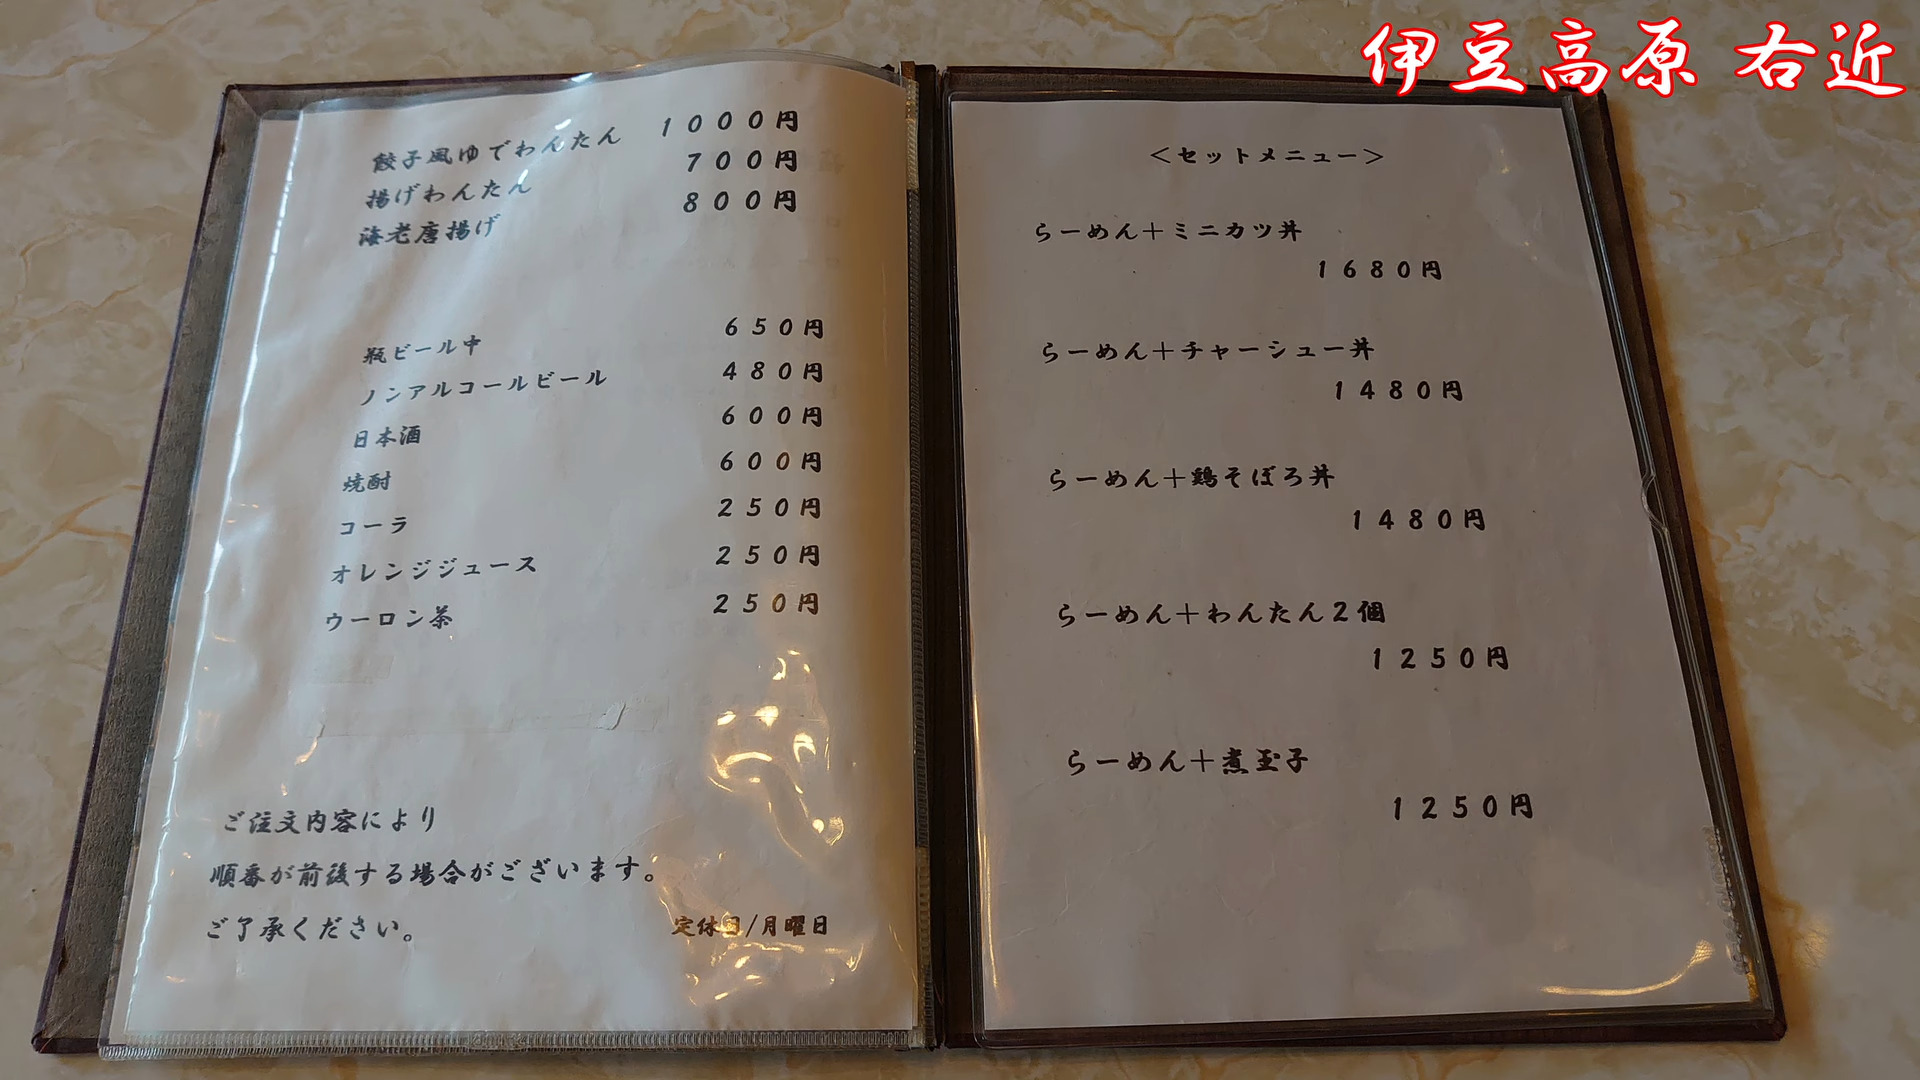 伊豆高原 右近
餃子風ゆでわんたん 1000円
揚げわんたん 700円
海老唐揚げ 800円
瓶ビール中 650円
ノンアルコールビール 480円
日本酒 600円
焼酎 600円
コーラ 250円
オレンジジュース 250円
ウーロン茶 250円
ご注文内容により
順番が前後する場合がございます。
ご了承ください。
定休日/月曜日
＜セットメニュー＞
らーめん＋ミニカツ丼
1680円
らーめん＋チャーシュー丼
1480円
らーめん＋鶏そぼろ丼
1480円
らーめん＋わんたん2個
1250円
らーめん＋煮玉子
1250円